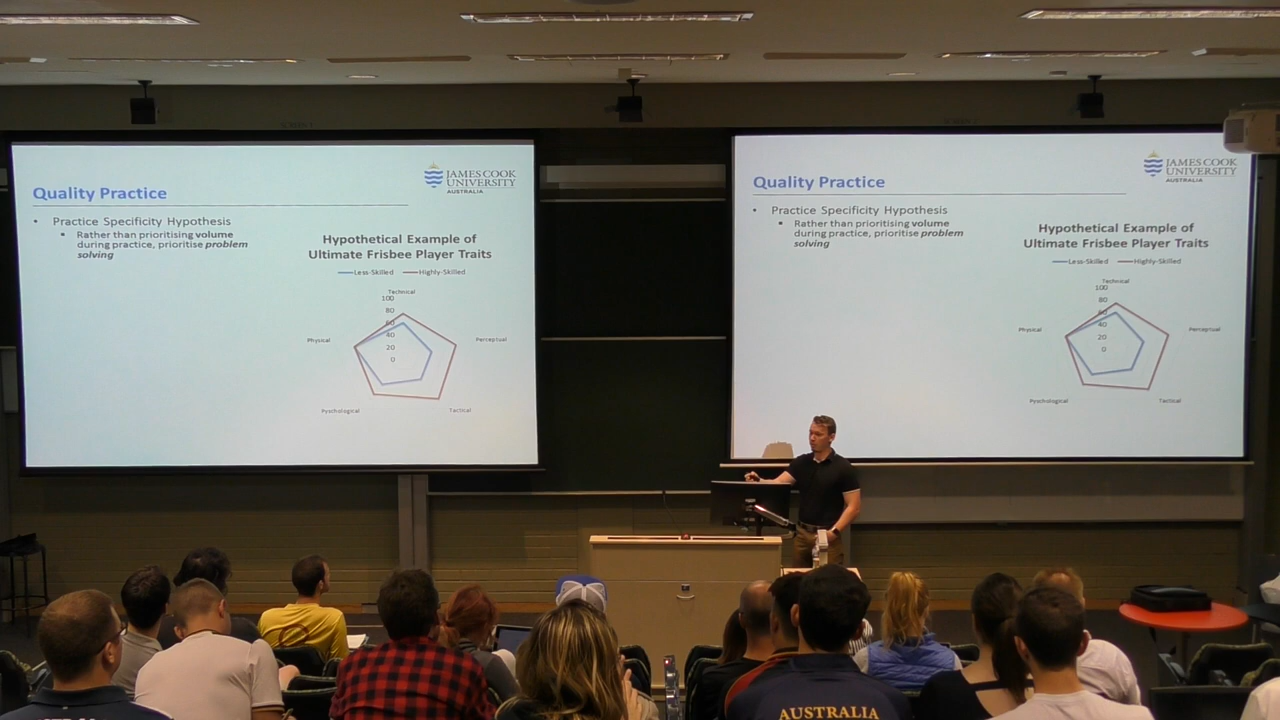 Quality Practice
JAMES COOK
UNIVERSITY
AUSTRALIA
• Practice Specificity Hypothesis
• Rather than prioritising volume
during practice, prioritise problem
solving
Hypothetical Example of
Ultimate Frisbee Player Traits
Less-Skilled Highly-Skilled
Technical
100
80
60
40
20
0
Physical
Perceptual
Pyschological
Tactical
Quality Practice
JAMES COOK
UNIVERSITY
AUSTRALIA
• Practice Specificity Hypothesis
• Rather than prioritising volume
during practice, prioritise problem
solving
Hypothetical Example of
Ultimate Frisbee Player Traits
Less-Skilled Highly-Skilled
Technical
100
80
60
40
20
0
Physical
Perceptual
Pyschological
Tactical
AUSTRALIA